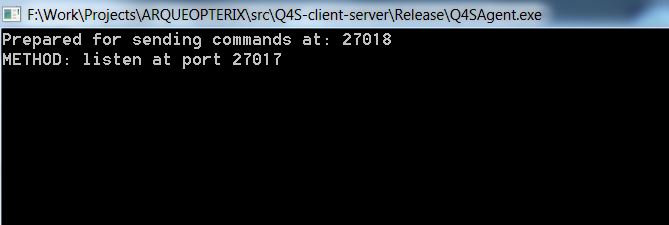 F:\Work\Projects\ARQUEOPTERIX\src\Q4S-client-server\Release\Q4SAgent.exe
Prepared for sending commands at: 27018
METHOD: listen at port 27017